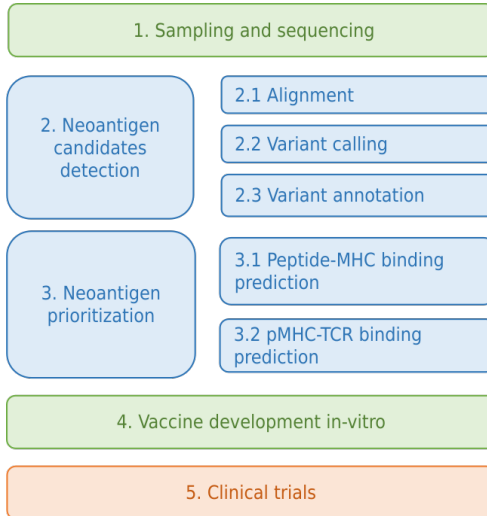 1. Sampling and sequencing
2. Neoantigen
candidates
detection
2.1 Alignment
2.2 Variant calling
2.3 Variant annotation
3. Neoantigen
prioritization
3.1 Peptide-MHC binding
prediction
3.2 pMHC-TCR binding
prediction
4. Vaccine development in-vitro
5. Clinical trials